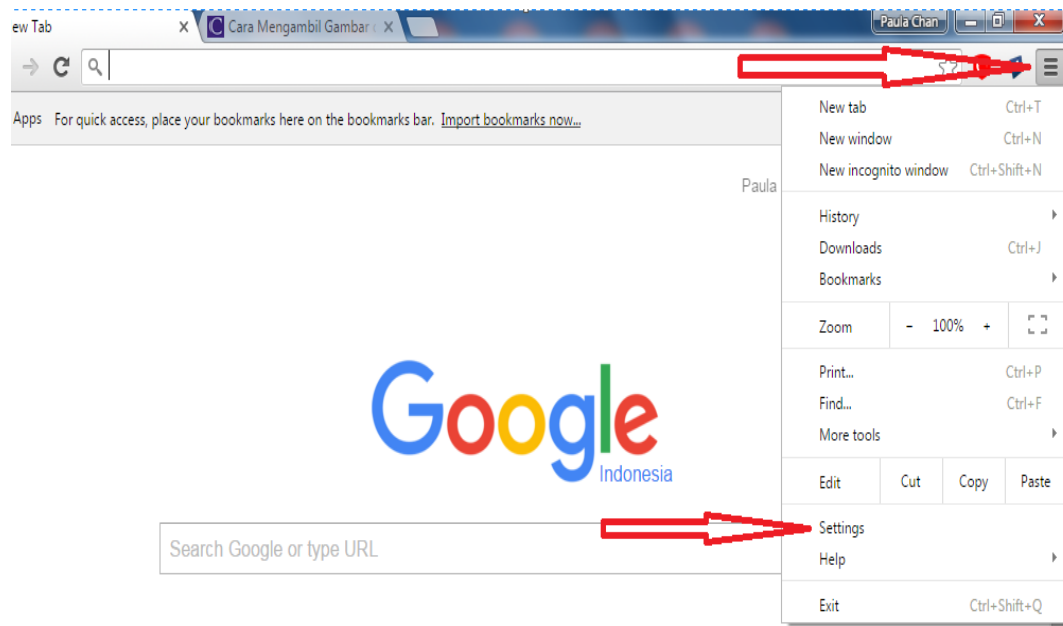 ew Tab
Cara Mengambil Gambar
Paula Chan
Apps For quick access, place your bookmarks here on the bookmarks bar. Import bookmarks now...
Paula
Google
Indonesia
Search Google or type URL
New tab Ctrl+T
New window Ctrl+N
New incognito window Ctrl+Shift+N
History
Downloads Ctrl+J
Bookmarks
Zoom - 100% +
Print... Ctrl+P
Find... Ctrl+F
More tools
Edit Cut Copy Paste
Settings
Help
Exit Ctrl+Shift+Q